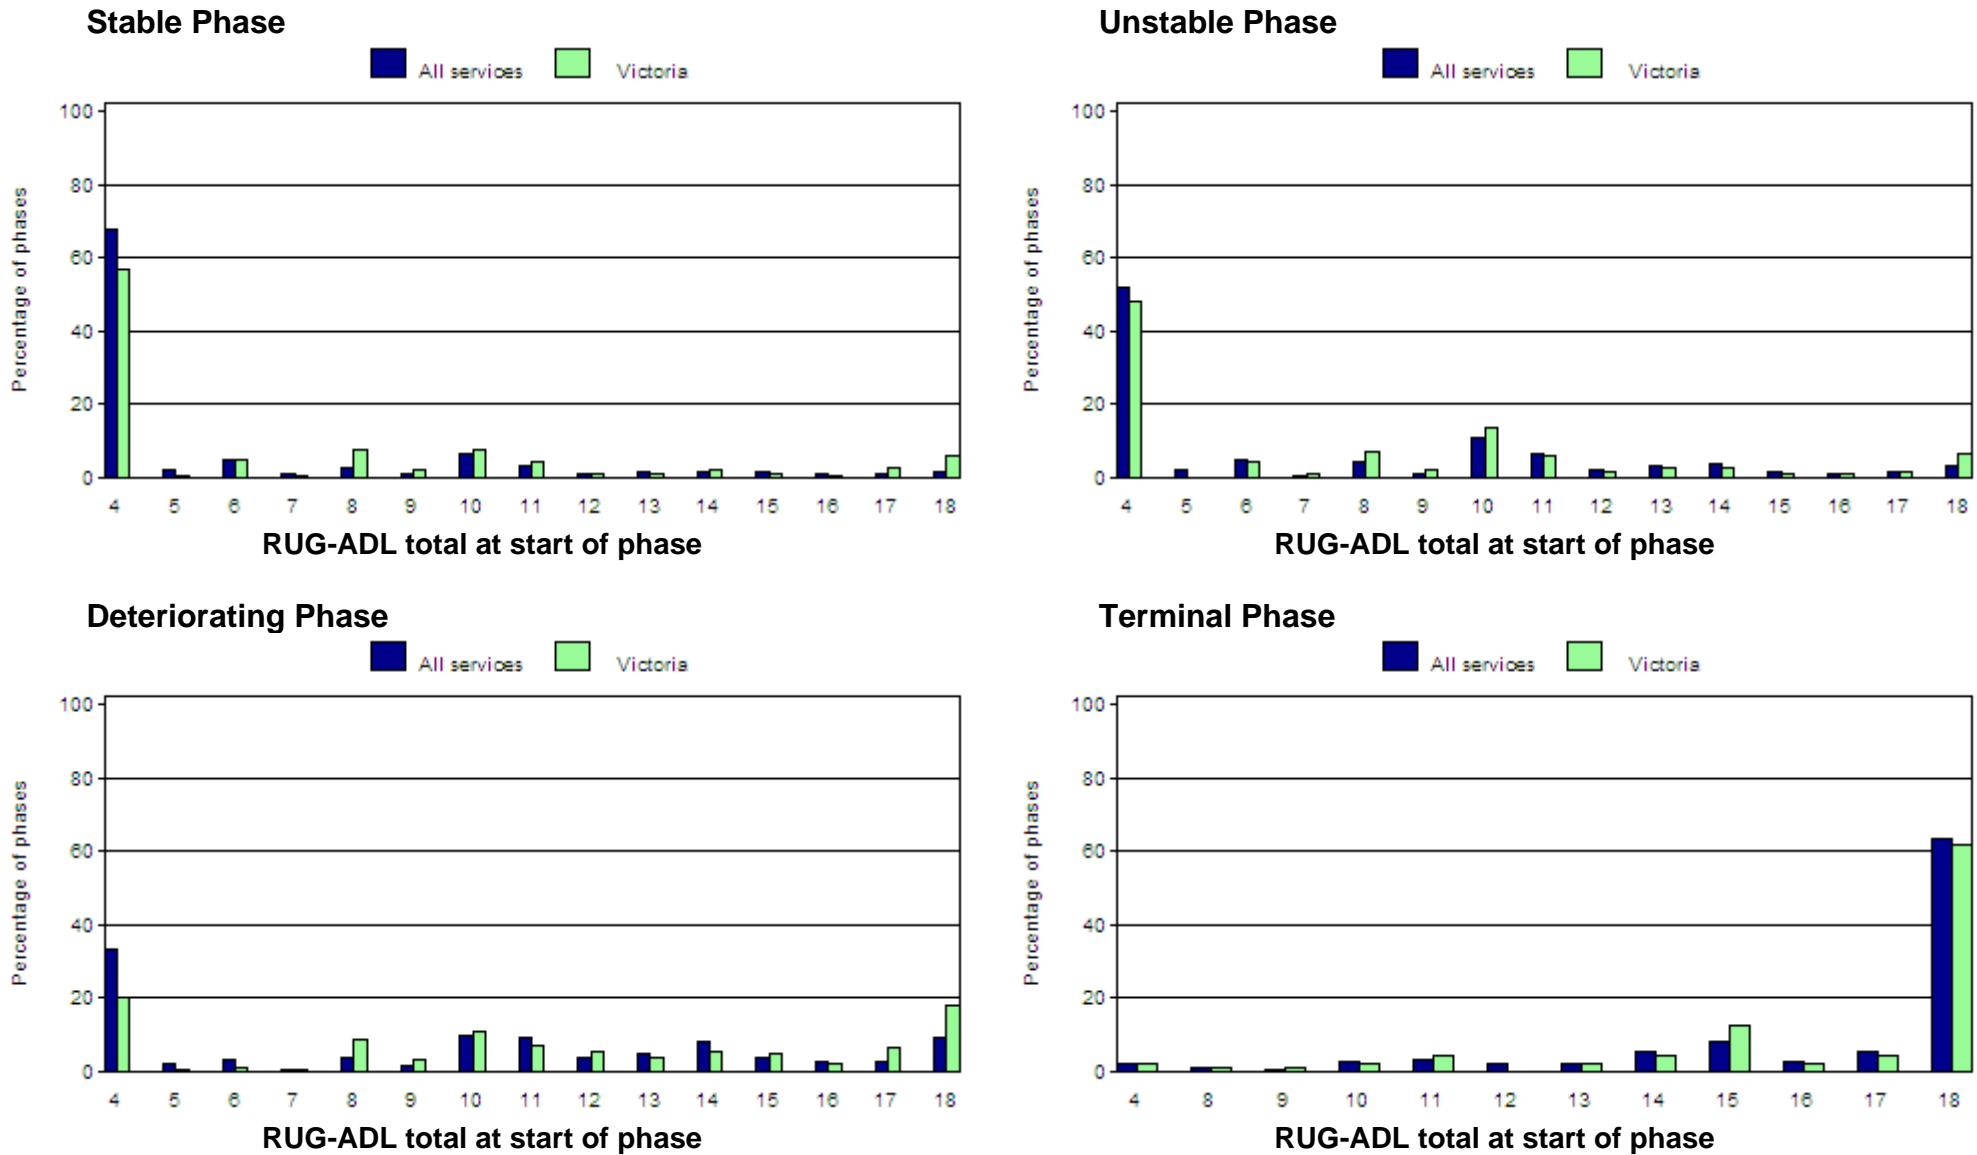 Stable Phase
All services Victoria
Percentage of phases
100
80
60
40
20
0
4 5 6 7 8 9 10 11 12 13 14 15 16 17 18
RUG-ADL total at start of phase
Unstable Phase
All services Victoria
Percentage of phases
100
80
60
40
20
0
4 5 6 7 8 9 10 11 12 13 14 15 16 17 18
RUG-ADL total at start of phase
Deteriorating Phase
All services Victoria
Percentage of phases
100
80
60
40
20
0
4 5 6 7 8 9 10 11 12 13 14 15 16 17 18
RUG-ADL total at start of phase
Terminal Phase
All services Victoria
Percentage of phases
100
80
60
40
20
0
4 8 9 10 11 12 13 14 15 16 17 18
RUG-ADL total at start of phase